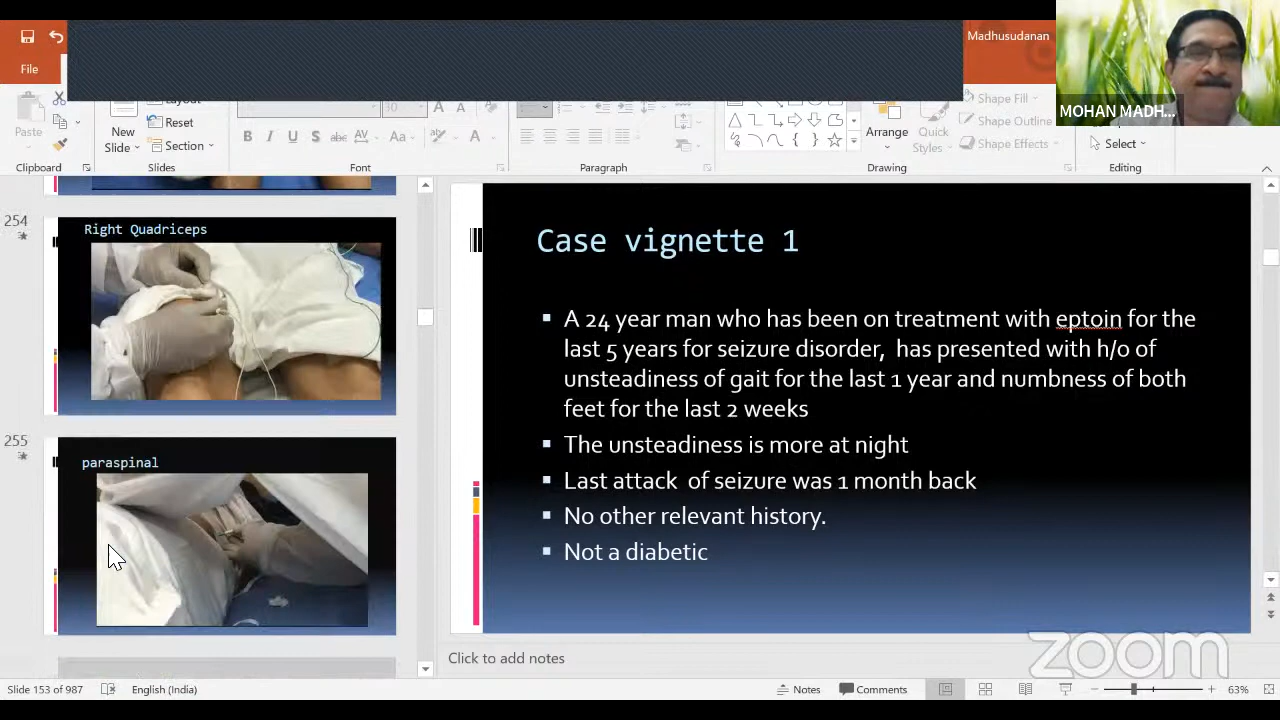 Madhusudanan
File
MOHAN MADH...
Layout
30
Shape Fill
Paste
New
Slide
Reset
Section
B I U S abc AV Aa A
Arrange
Quick
Styles
Shape Outline
Shape Effects
Select
Clipboard
Slides
Font
Paragraph
Drawing
Editing
254
Right Quadriceps
255
paraspinal
Case vignette 1
A 24 year man who has been on treatment with eptoin for the
last 5 years for seizure disorder, has presented with h/o of
unsteadiness of gait for the last 1 year and numbness of both
feet for the last 2 weeks
The unsteadiness is more at night
Last attack of seizure was 1 month back
No other relevant history.
Not a diabetic
Click to add notes
zoom
Slide 153 of 987
English (India)
Notes
Comments
63%